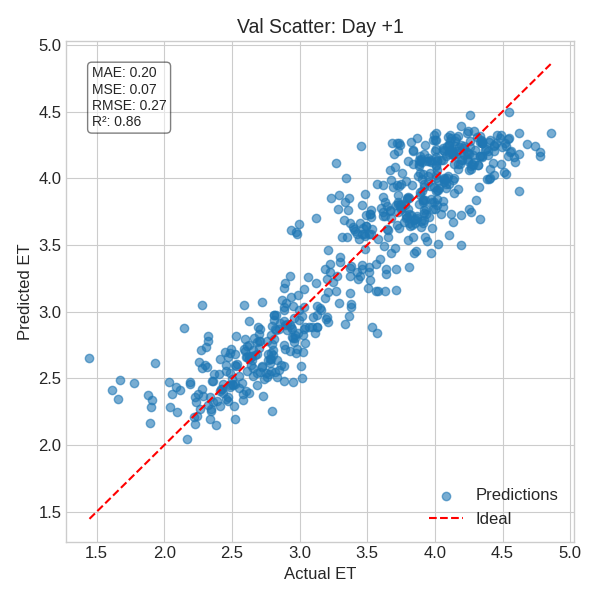 Val Scatter: Day +1
MAE: 0.20
MSE: 0.07
RMSE: 0.27
R²: 0.86
Predicted ET
5.0
4.5
4.0
3.5
3.0
2.5
2.0
1.5
Predictions
Ideal
1.5 2.0 2.5 3.0 3.5 4.0 4.5 5.0
Actual ET